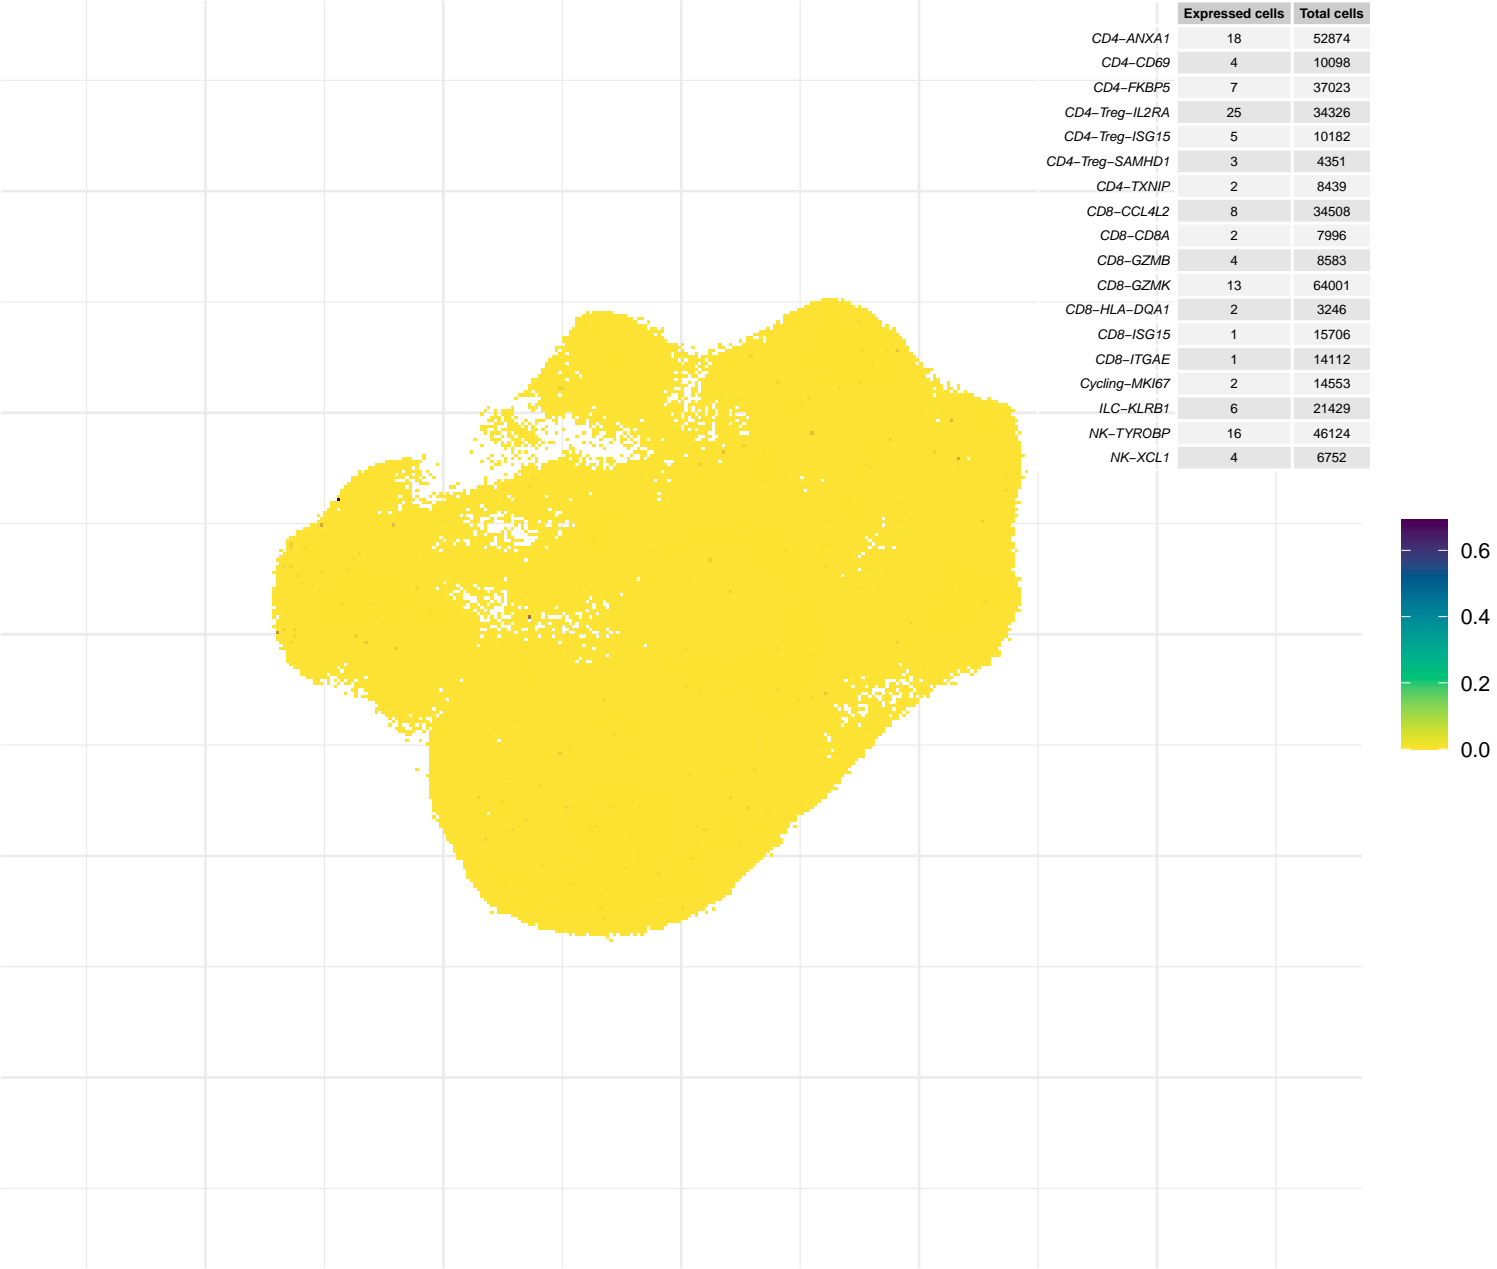 Expressed cells Total cells
CD4−ANXA1 18 52874
CD4−CD69 4 10098
CD4−FKBP5 7 37023
CD4−Treg−IL2RA 25 34326
CD4−Treg−ISG15 5 10182
CD4−Treg−SAMHD1 3 4351
CD4−TXNIP 2 8439
CD8−CCL4L2 8 34508
CD8−CD8A 2 7996
CD8−GZMB 4 8583
CD8−GZMK 13 64001
CD8−HLA−DQA1 2 3246
CD8−ISG15 1 15706
CD8−ITGAE 1 14112
Cycling−MKI67 2 14553
ILC−KLRB1 6 21429
NK−TYROBP 16 46124
NK−XCL1 4 6752
0.6
0.4
0.2
0.0